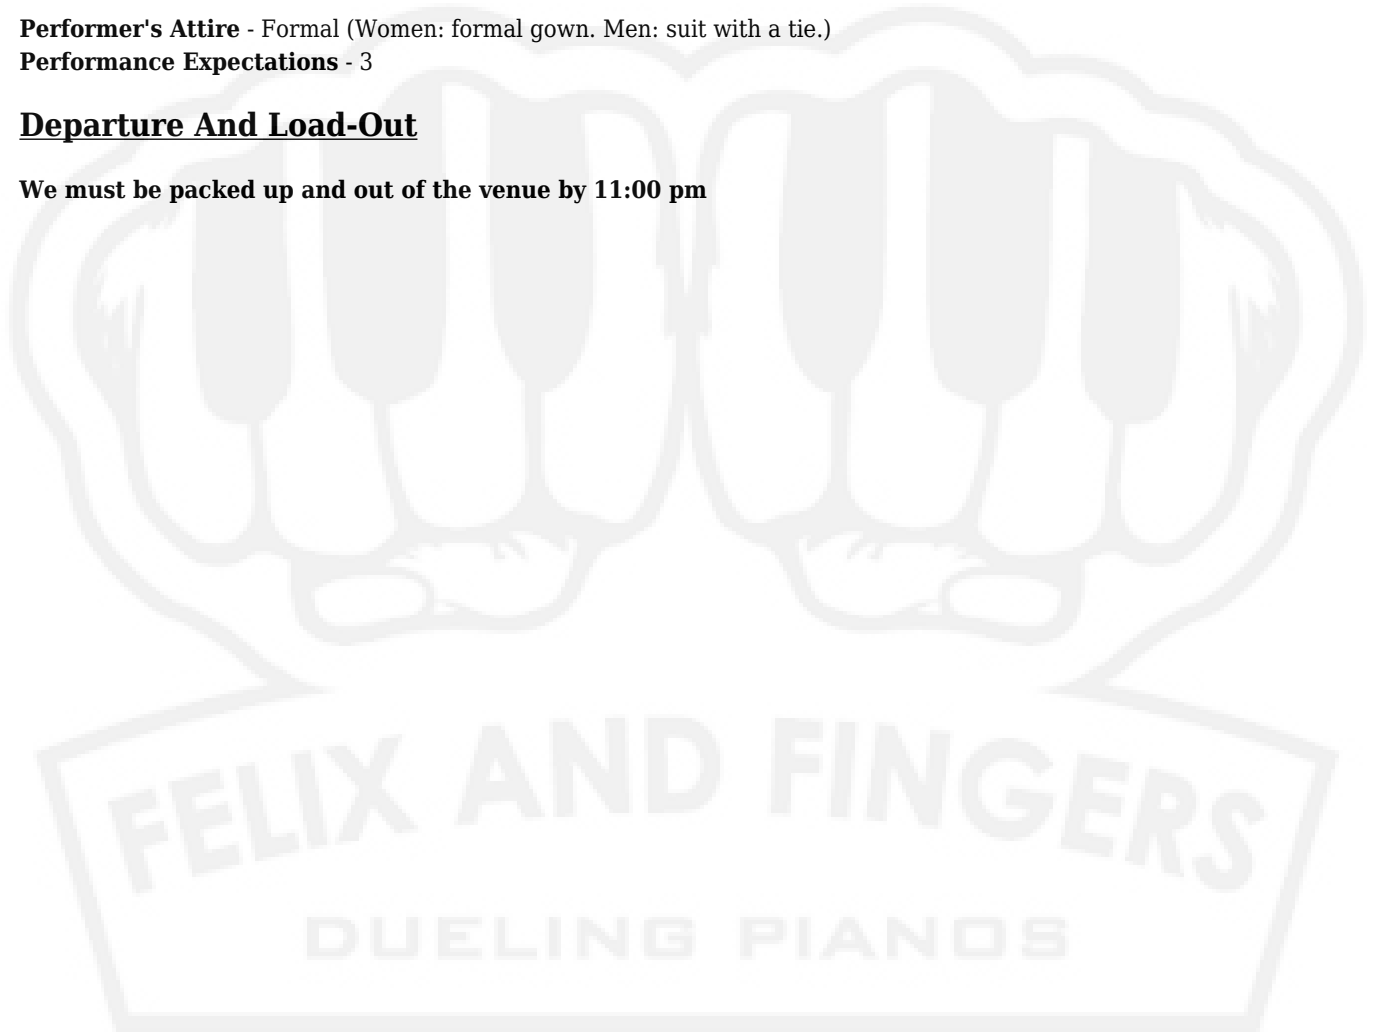 Performer's Attire - Formal (Women: formal gown. Men: suit with a tie.)
Performance Expectations - 3
Departure And Load-Out
We must be packed up and out of the venue by 11:00 pm
FELIX AND FINGERS
DUELING PIANOS